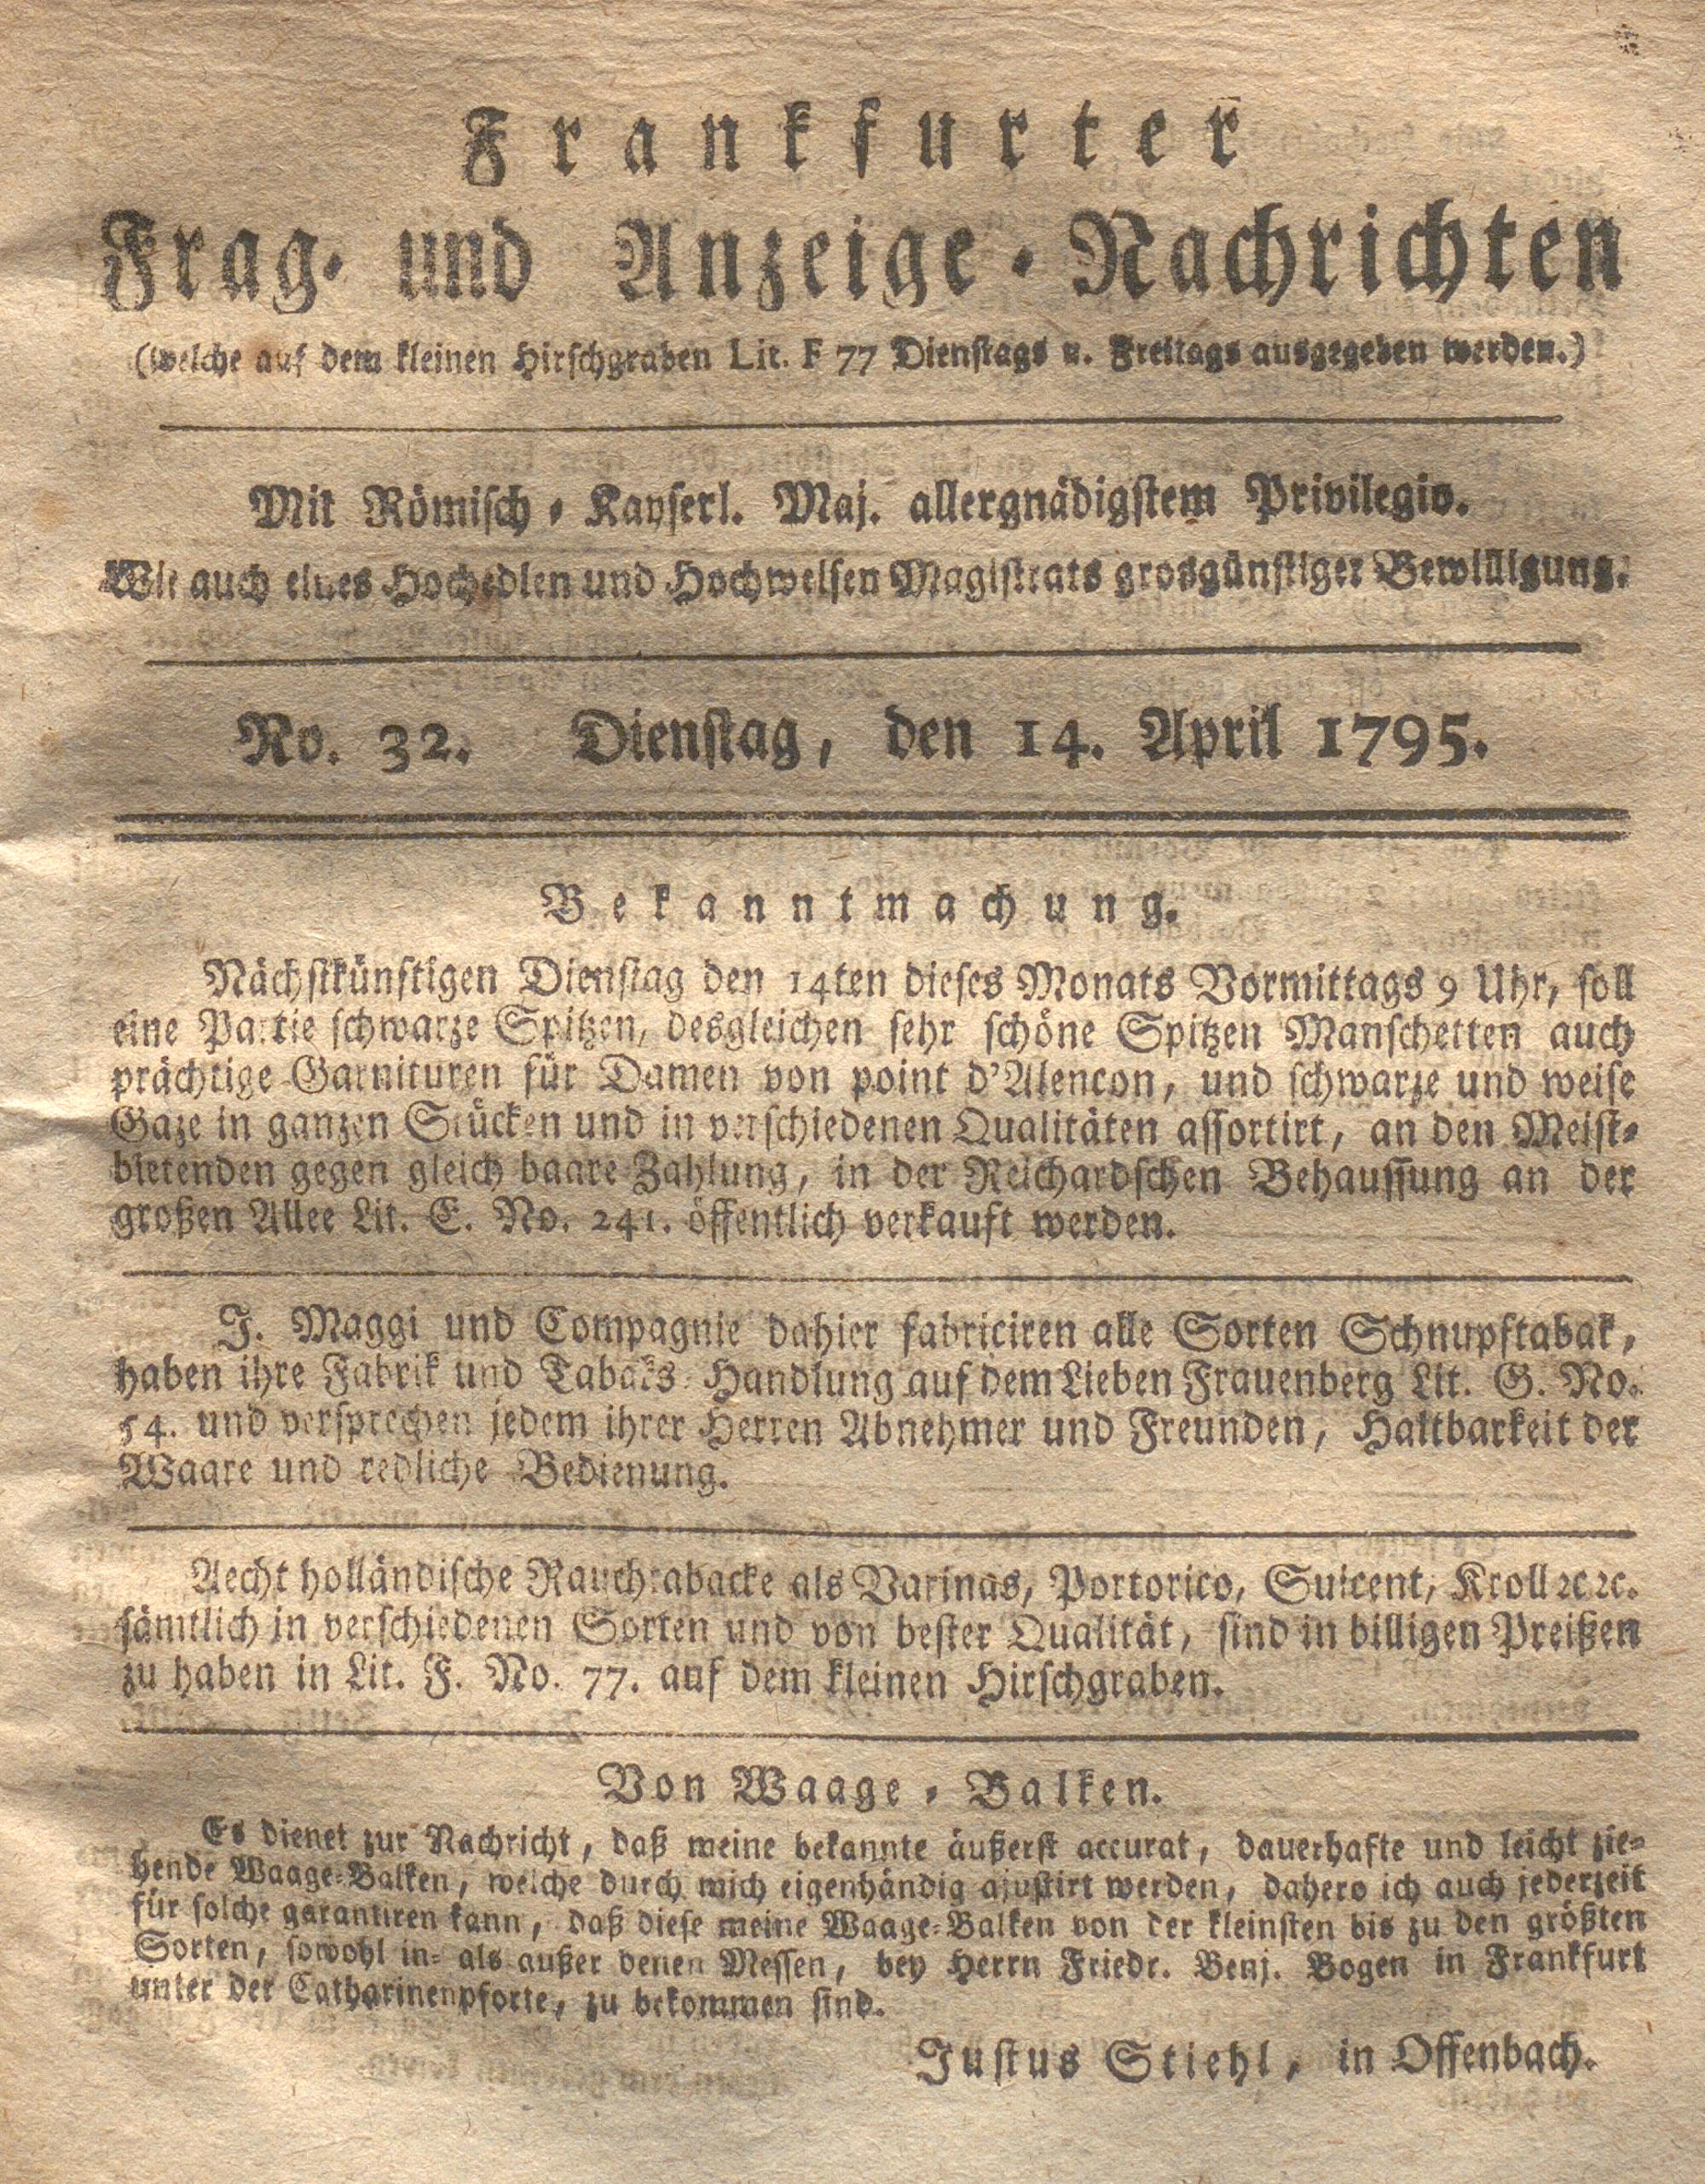 Frankfurter
Frag- und Anzeige-Nachrichten
(welche auf dem kleinen Hirschgraben Lit. F 77 Dienstags u. Freitags ausgegeben werden.)
Mit Römisch-Kayserl. Maj. allergnädigstem Privilegio.
Wie auch eines Hochedlen und Hochweisen Magistrats grosgünstiger Bewilligung.
No. 32. Dienstag, den 14. April 1795.
Bekanntmachung.
Nächstkünftigen Dienstag den 14ten dieses Monats Vormittags 9 Uhr, soll
eine Partie schwarze Spitzen, desgleichen sehr schöne Spitzen Manschetten auch
prächtige Garnituren für Damen von point d'Alencon, und schwarze und weise
Gaze in ganzen Stücken und in verschiedenen Qualitäten assortirt, an den Meist-
bietenden gegen gleich baare Zahlung, in der Reichardschen Behaussung an der
großen Allee Lit. E. No. 241. öffentlich verkauft werden.
J. Maggi und Compagnie dahier fabriciren alle Sorten Schnupftabak,
haben ihre Fabrik und Tabaks-Handlung auf dem Lieben Frauenberg Lit. G. No.
54. und versprechen jedem ihrer Herren Abnehmer und Freunden, Haltbarkeit der
Waare und redliche Bedienung.
Aecht holländische Rauchtabacke als Varinas, Portorico, Suicent, Kroll ꝛc ꝛc.
sämtlich in verschiedenen Sorten und von bester Qualität, sind in billigen Preißen
zu haben in Lit. F. No. 77. auf dem kleinen Hirschgraben.
Von Waage-Balken.
Es dienet zur Nachricht, daß meine bekannte äußerst accurat, dauerhafte und leicht zie-
hende Waage-Balken, welche durch mich eigenhändig ajustirt werden, dahero ich auch jederzeit
für solche garantiren kann, daß diese meine Waage-Balken von der kleinsten bis zu den größten
Sorten, sowohl in- als außer denen Messen, bey Herrn Friedr. Benj. Bogen in Frankfurt
unter der Catharinenpforte, zu bekommen sind.
Justus Stiehl, in Offenbach.